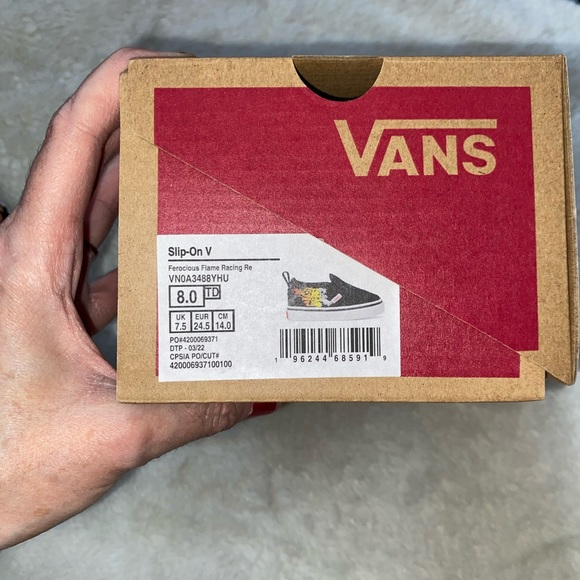 VANS
Slip-On V
Ferocious Flame Racing Re
VN0A3488YHU
8.0 TD
UK EUR CM
7.5 24.5 14.0
PO#4200069371
DTP - 03/22
CPSIA PO/CUT#
420006937100100
1 96244 68591 9